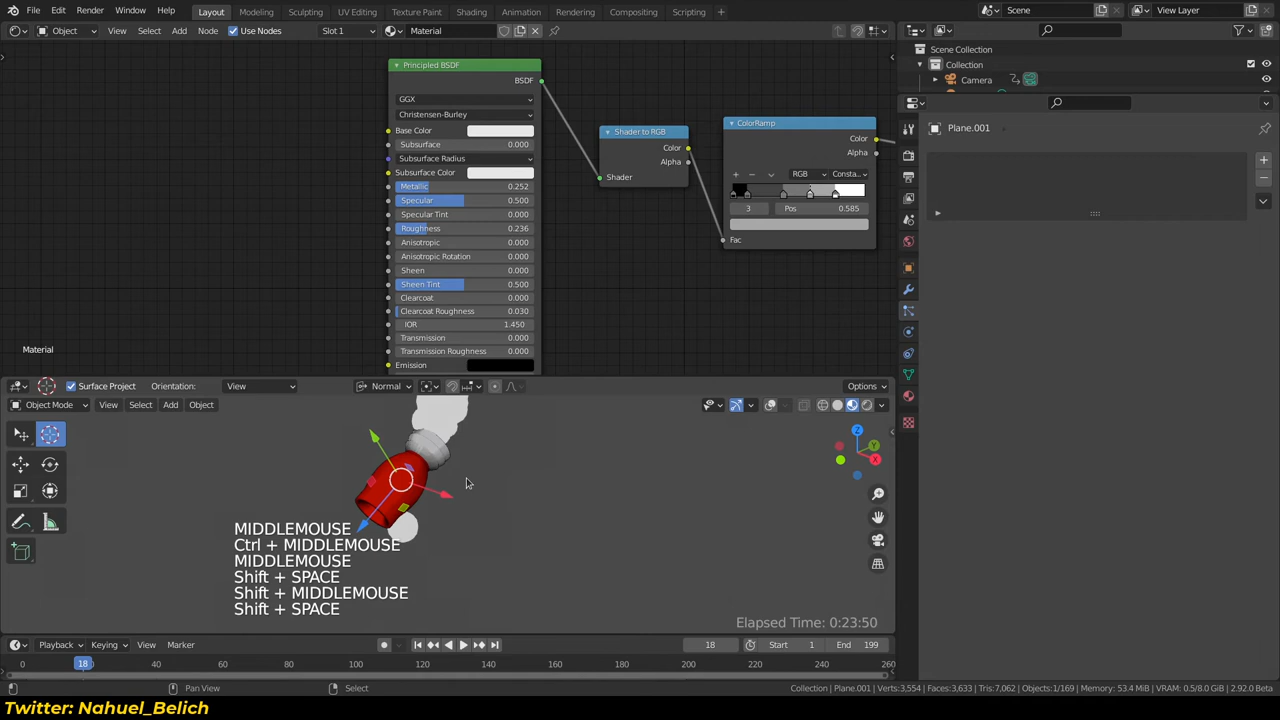 File Edit Render Window Help Layout Modeling Sculpting UV Editing Texture Paint Shading Animation Rendering Compositing Scripting Scene View Layer
Object View Select Add Node Use Nodes Slot 1 Material
Scene Collection
Collection
Camera
Principled BSDF
BSDF
GGX
Christensen-Burley
Base Color
Subsurface 0.000
Subsurface Radius
Subsurface Color
Metallic 0.252
Specular 0.500
Specular Tint 0.000
Roughness 0.236
Anisotropic 0.000
Anisotropic Rotation 0.000
Sheen 0.000
Sheen Tint 0.500
Clearcoat 0.000
Clearcoat Roughness 0.030
IOR 1.450
Transmission 0.000
Transmission Roughness 0.000
Emission
Shader to RGB
Color
Alpha
Shader
ColorRamp
Color
Alpha
RGB Consta...
3 Pos 0.585
Fac
Plane.001
Material
Surface Project Orientation: View Normal Options
Object Mode View Select Add Object
Z
Y
X
MIDDLEMOUSE
Ctrl + MIDDLEMOUSE
MIDDLEMOUSE
Shift + SPACE
Shift + MIDDLEMOUSE
Shift + SPACE
Elapsed Time: 0:23:50
Playback Keying View Marker 18 Start 1 End 199
0 18 40 60 80 100 120 140 160 180 200 220 240 260
Pan View Select Collection | Plane.001 | Verts:3,554 | Faces:3,633 | Tris:7,062 | Objects:1/169 | Memory: 53.4 MiB | VRAM: 0.5/8.0 GiB | 2.92.0 Beta
Twitter: Nahuel_Belich